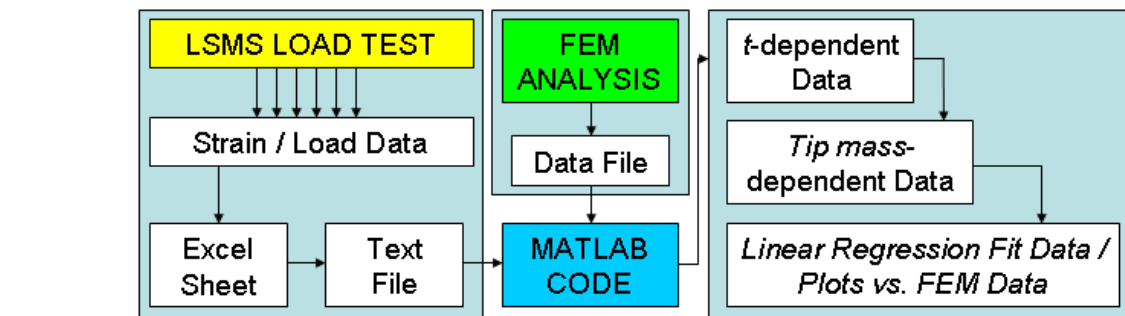 LSMS LOAD TEST
Strain / Load Data
Excel
Sheet
Text
File
FEM
ANALYSIS
Data File
MATLAB
CODE
t-dependent
Data
Tip mass-
dependent Data
Linear Regression Fit Data /
Plots vs. FEM Data